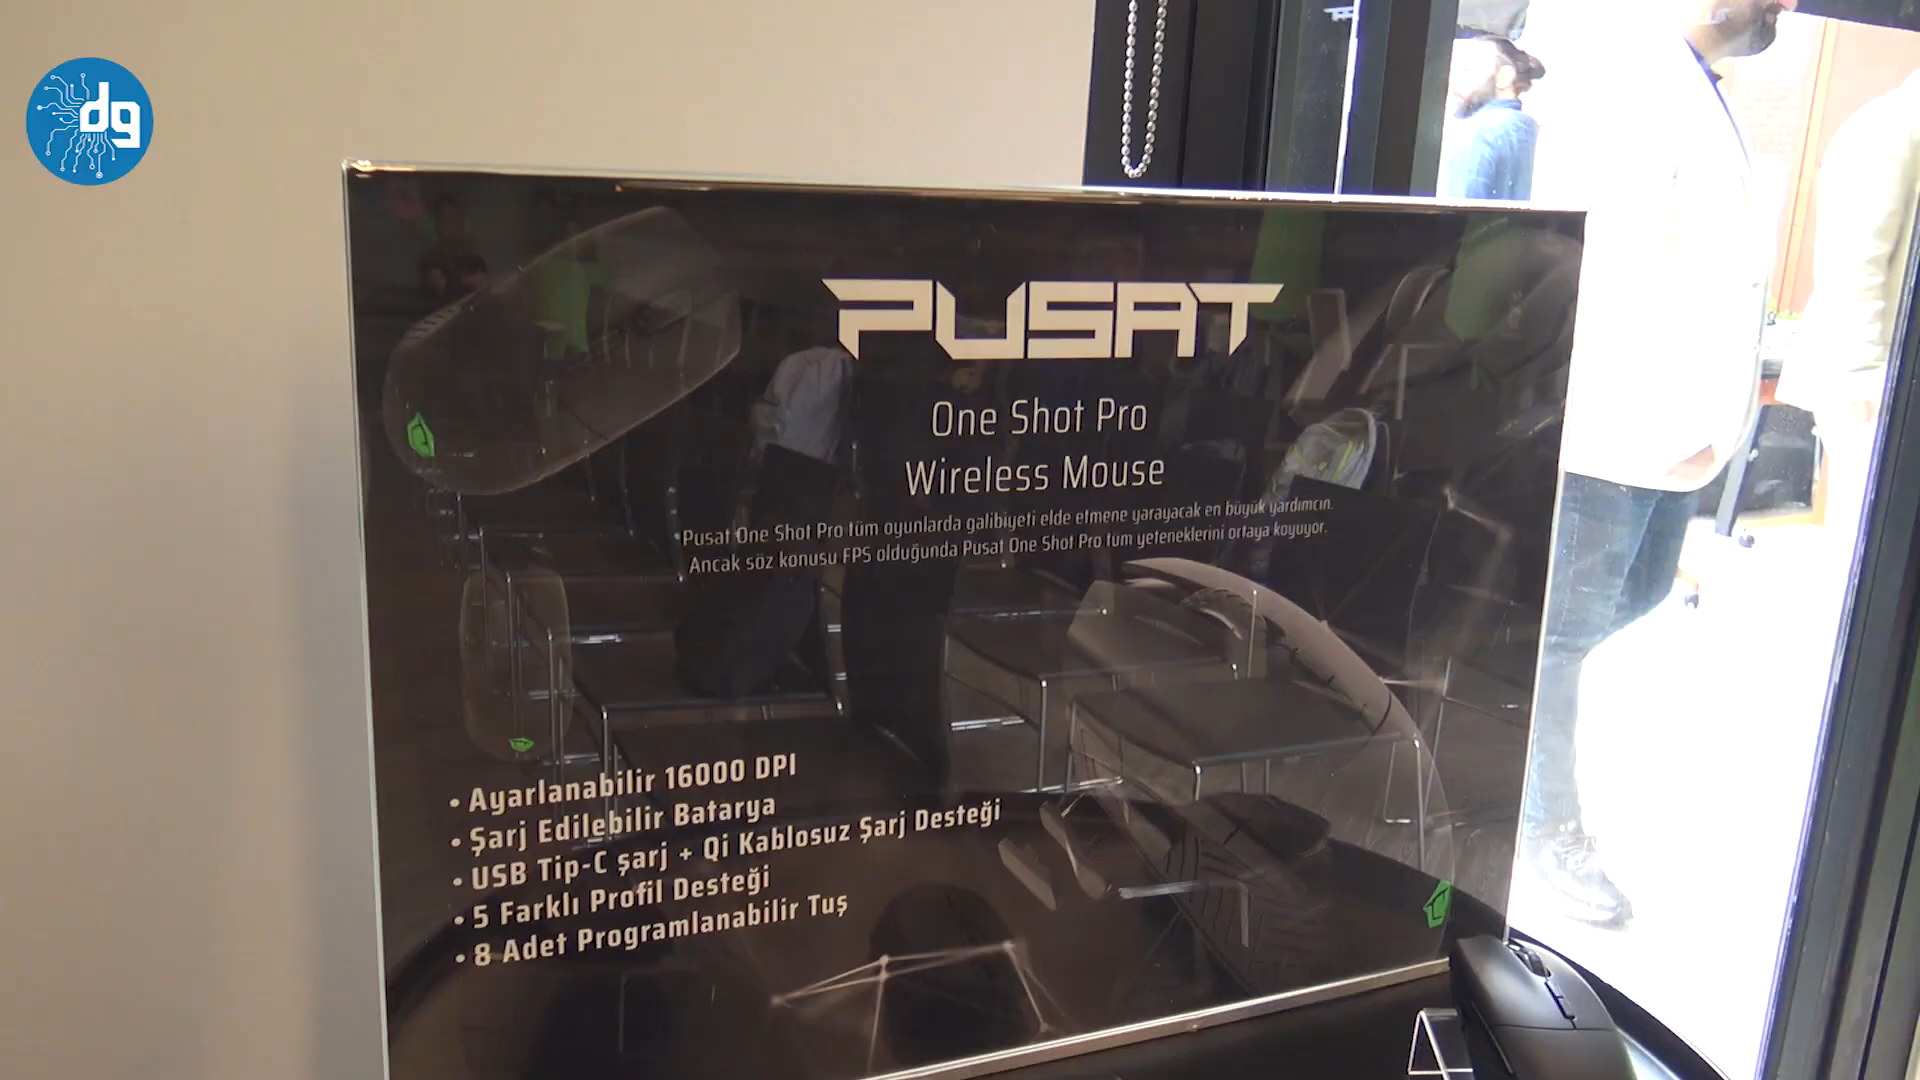 dg
PUSAT
One Shot Pro
Wireless Mouse
Pusat One Shot Pro tüm oyunlarda galibiyeti elde etmene yarayacak en büyük yardımcın.
Ancak söz konusu FPS olduğunda Pusat One Shot Pro tüm yeteneklerini ortaya koyuyor.
• Ayarlanabilir 16000 DPI
• Şarj Edilebilir Batarya
• USB Tip-C şarj + Qi Kablosuz Şarj Desteği
• 5 Farklı Profil Desteği
• 8 Adet Programlanabilir Tuş